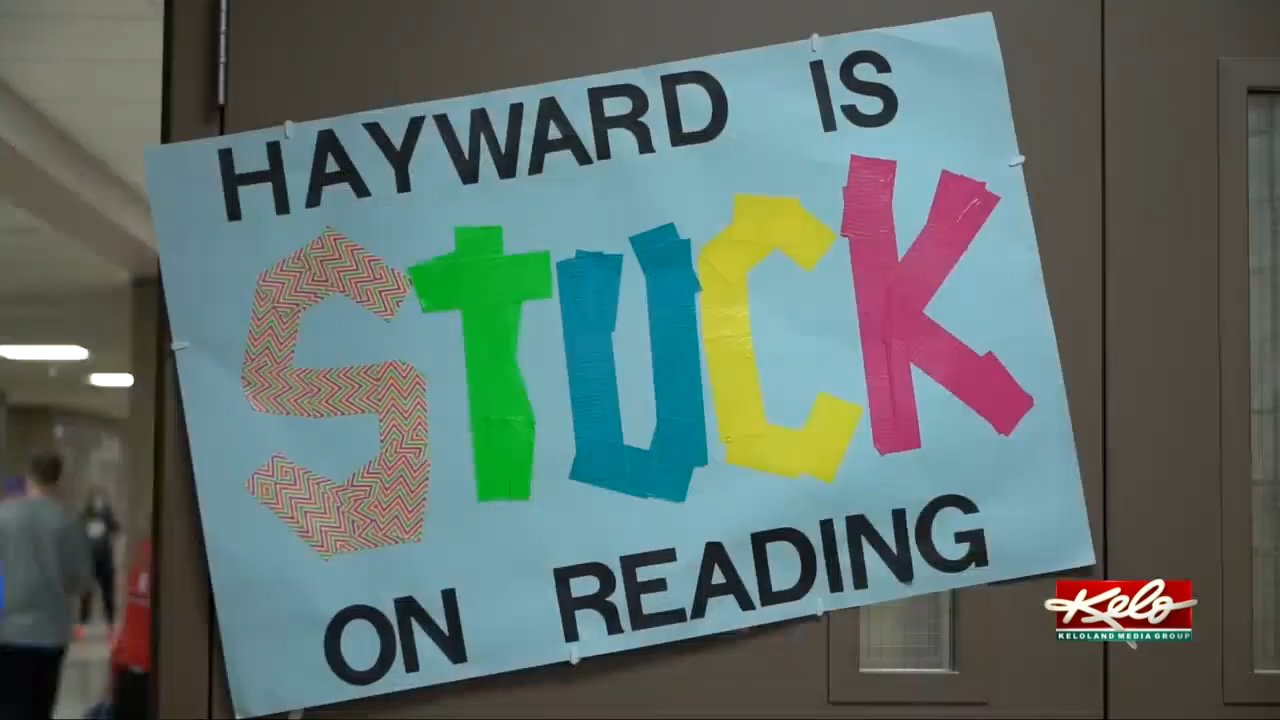 HAYWARD IS
STUCK
ON READING
Kelo
KELOLAND MEDIA GROUP